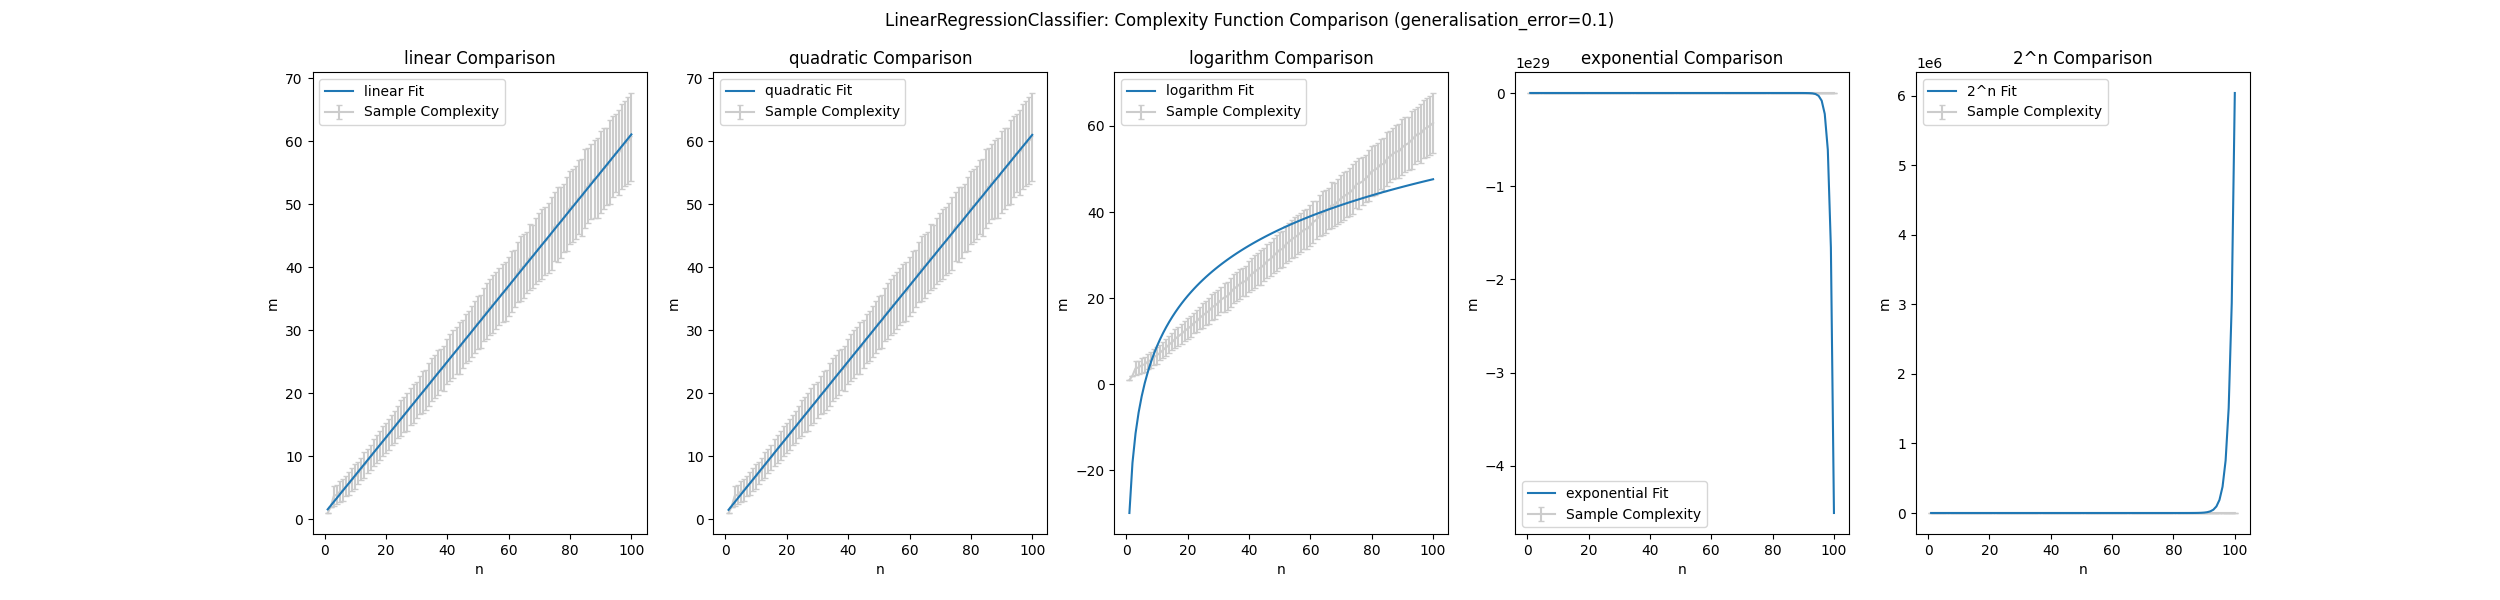 LinearRegressionClassifier: Complexity Function Comparison (generalisation_error=0.1)
linear Comparison
linear Fit
Sample Complexity
70
60
50
40
30
20
10
0
m
0 20 40 60 80 100
n
quadratic Comparison
quadratic Fit
Sample Complexity
70
60
50
40
30
20
10
0
m
0 20 40 60 80 100
n
logarithm Comparison
logarithm Fit
Sample Complexity
60
40
20
0
−20
m
0 20 40 60 80 100
n
exponential Comparison
1e29
0
−1
−2
−3
−4
m
exponential Fit
Sample Complexity
0 20 40 60 80 100
n
2^n Comparison
1e6
2^n Fit
Sample Complexity
6
5
4
3
2
1
0
m
0 20 40 60 80 100
n